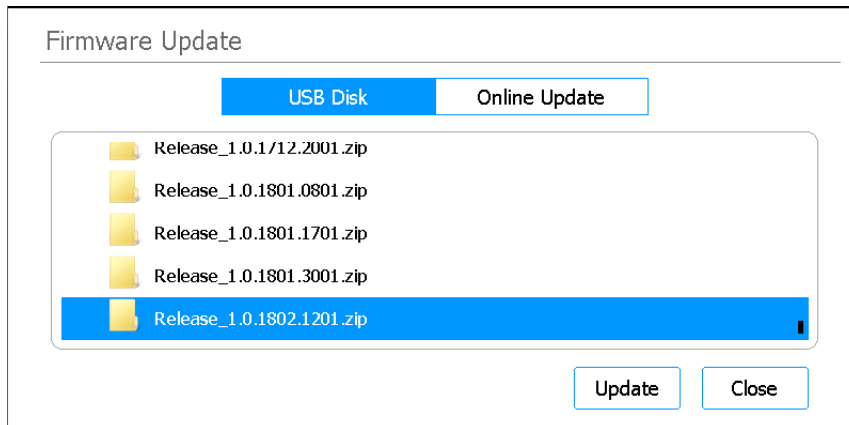 Firmware Update
USB Disk Online Update
Release_1.0.1712.2001.zip
Release_1.0.1801.0801.zip
Release_1.0.1801.1701.zip
Release_1.0.1801.3001.zip
Release_1.0.1802.1201.zip
Update Close